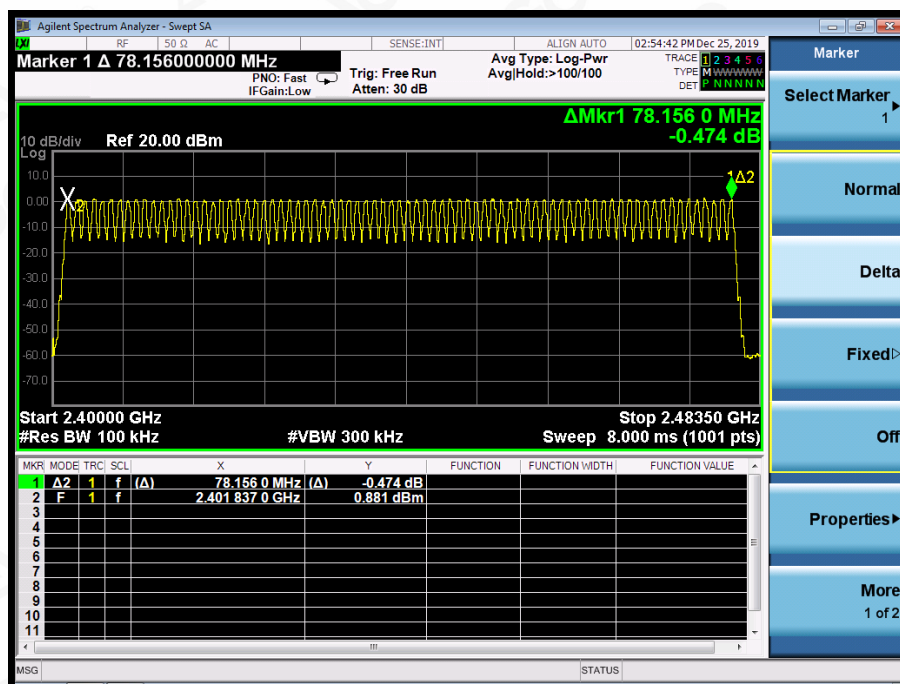 Agilent Spectrum Analyzer - Swept SA
LXI RF 50 Ω AC SENSE:INT ALIGN AUTO 02:54:42 PM Dec 25, 2019
Marker 1 Δ 78.156000000 MHz
PNO: Fast
IFGain:Low
Trig: Free Run
Atten: 30 dB
Avg Type: Log-Pwr
Avg|Hold:>100/100
TRACE 1 2 3 4 5 6
TYPE M WWWWW
DET P N N N N N
ΔMkr1 78.156 0 MHz
-0.474 dB
10 dB/div Ref 20.00 dBm
Log
10.0
0.00
-10.0
-20.0
-30.0
-40.0
-50.0
-60.0
-70.0
X2
1Δ2
Start 2.40000 GHz Stop 2.48350 GHz
#Res BW 100 kHz #VBW 300 kHz Sweep 8.000 ms (1001 pts)
MKR MODE TRC SCL X Y FUNCTION FUNCTION WIDTH FUNCTION VALUE
1 Δ2 1 f (Δ) 78.156 0 MHz (Δ) -0.474 dB
2 F 1 f 2.401 837 0 GHz 0.881 dBm
3
4
5
6
7
8
9
10
11
MSG STATUS
Marker
Select Marker
1
Normal
Delta
Fixed
Off
Properties
More
1 of 2